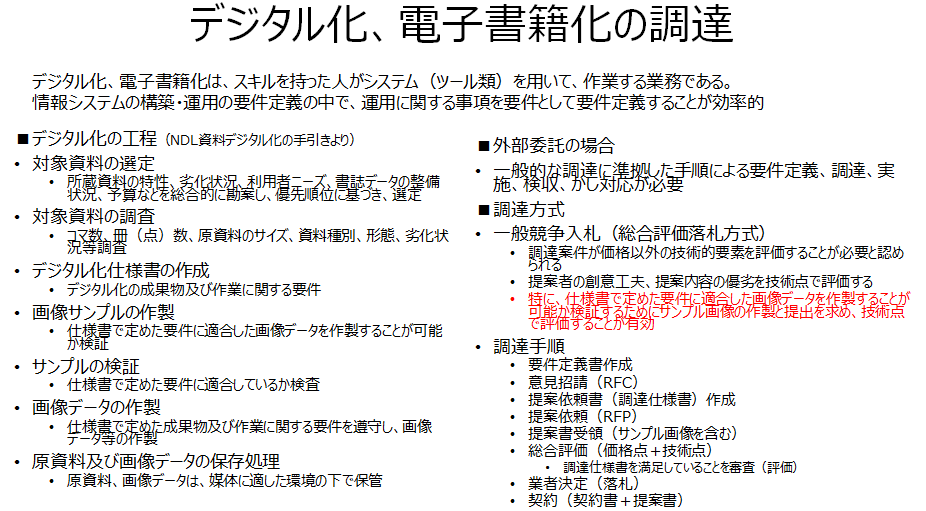 デジタル化、電子書籍化の調達
デジタル化、電子書籍化は、スキルを持った人がシステム（ツール類）を用いて、作業する業務である。
情報システムの構築・運用の要件定義の中で、運用に関する事項を要件として要件定義することが効率的
■デジタル化の工程（NDL資料デジタル化の手引きより）
• 対象資料の選定
• 所蔵資料の特性、劣化状況、利用者ニーズ、書誌データの整備
状況、予算などを総合的に勘案し、優先順位に基づき、選定
• 対象資料の調査
• コマ数、冊（点）数、原資料のサイズ、資料種別、形態、劣化状
況等調査
• デジタル化仕様書の作成
• デジタル化の成果物及び作業に関する要件
• 画像サンプルの作製
• 仕様書で定めた要件に適合した画像データを作製することが可能
か検証
• サンプルの検証
• 仕様書で定めた要件に適合しているか検査
• 画像データの作製
• 仕様書で定めた成果物及び作業に関する要件を遵守し、画像
データ等の作製
• 原資料及び画像データの保存処理
• 原資料、画像データは、媒体に適した環境の下で保管
■外部委託の場合
• 一般的な調達に準拠した手順による要件定義、調達、実
施、検収、かし対応が必要
■調達方式
• 一般競争入札（総合評価落札方式）
• 調達案件が価格以外の技術的要素を評価することが必要と認め
られる
• 提案者の創意工夫、提案内容の優劣を技術点で評価する
• 特に、仕様書で定めた要件に適合した画像データを作製することが
可能か検証するためにサンプル画像の作製と提出を求め、技術点
で評価することが有効
• 調達手順
• 要件定義書作成
• 意見招請（RFC）
• 提案依頼書（調達仕様書）作成
• 提案依頼（RFP）
• 提案書受領（サンプル画像を含む）
• 総合評価（価格点＋技術点）
• 調達仕様書を満足していることを審査（評価）
• 業者決定（落札）
• 契約（契約書＋提案書）